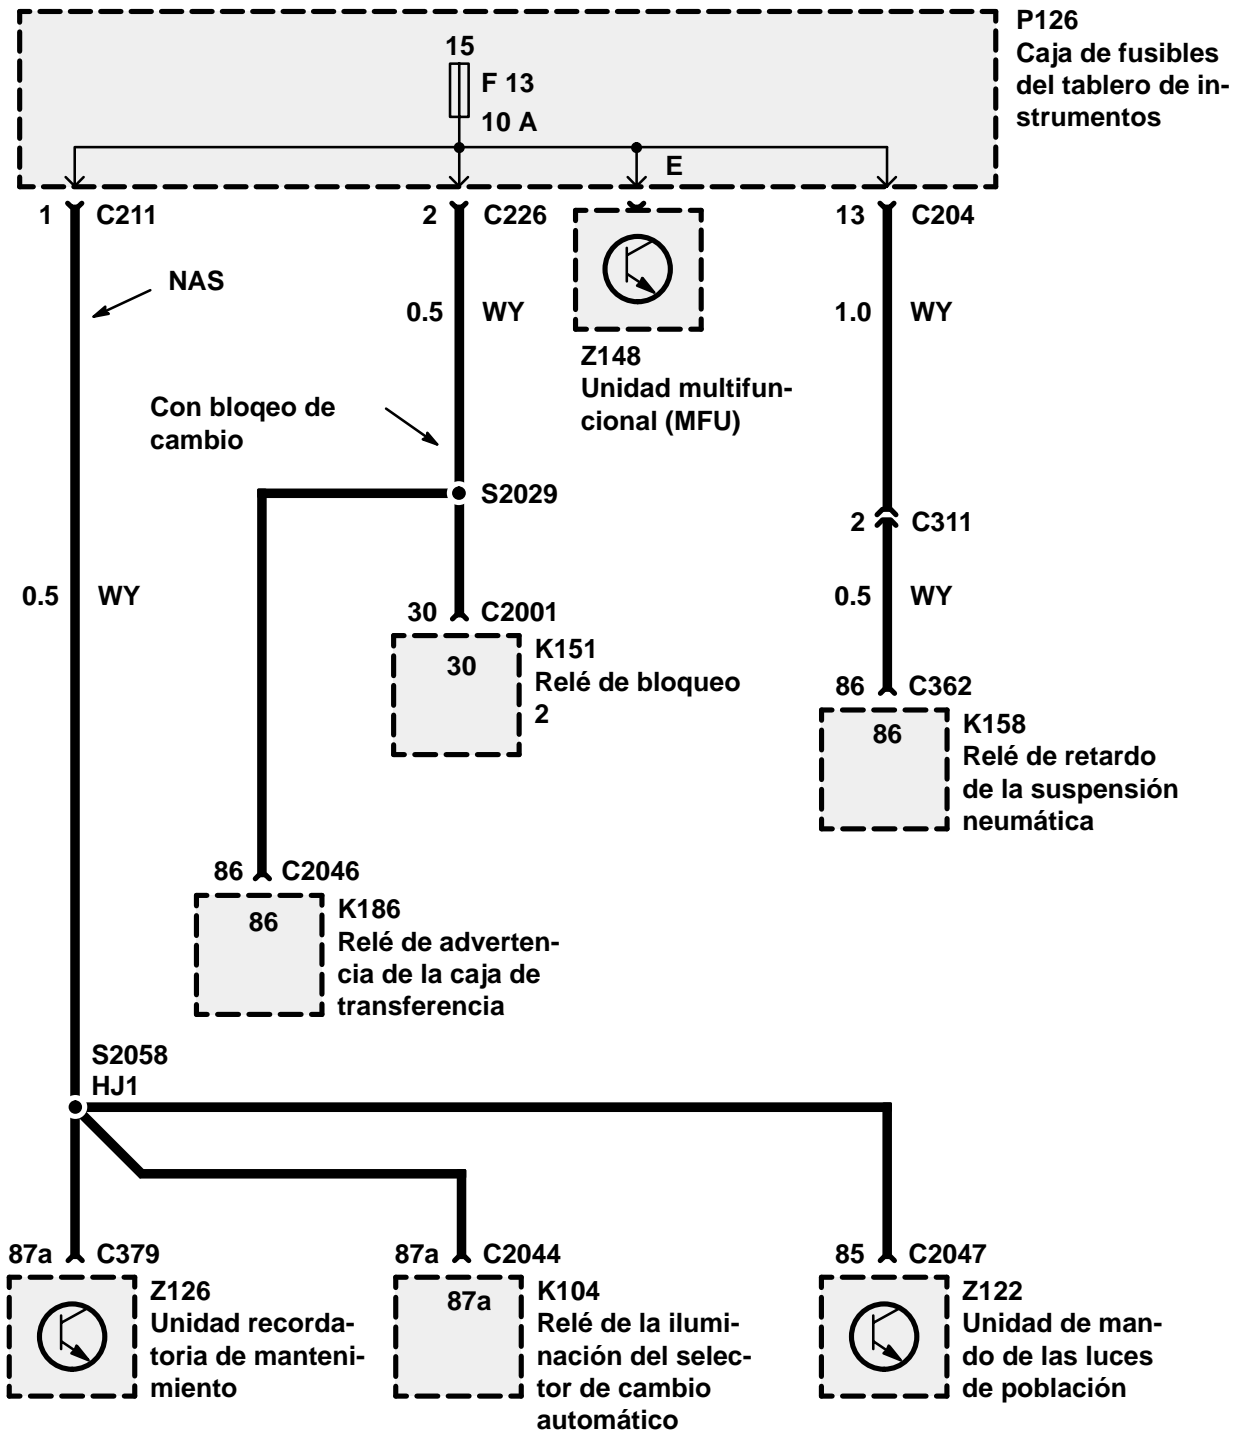 P126
Caja de fusibles
del tablero de in-
strumentos
15
F 13
10 A
E
1 C211
2 C226
13 C204
NAS
0.5 WY
1.0 WY
Z148
Unidad multifun-
cional (MFU)
Con bloqeo de
cambio
S2029
2 C311
0.5 WY
0.5 WY
30 C2001
K151
Relé de bloqueo
2
30
86 C362
K158
Relé de retardo
de la suspensión
neumática
86
86 C2046
K186
Relé de adverten-
cia de la caja de
transferencia
86
S2058
HJ1
87a C379
87a C2044
85 C2047
Z126
Unidad recorda-
toria de manteni-
miento
87a
K104
Relé de la ilumi-
nación del selec-
tor de cambio
automático
Z122
Unidad de man-
do de las luces
de población